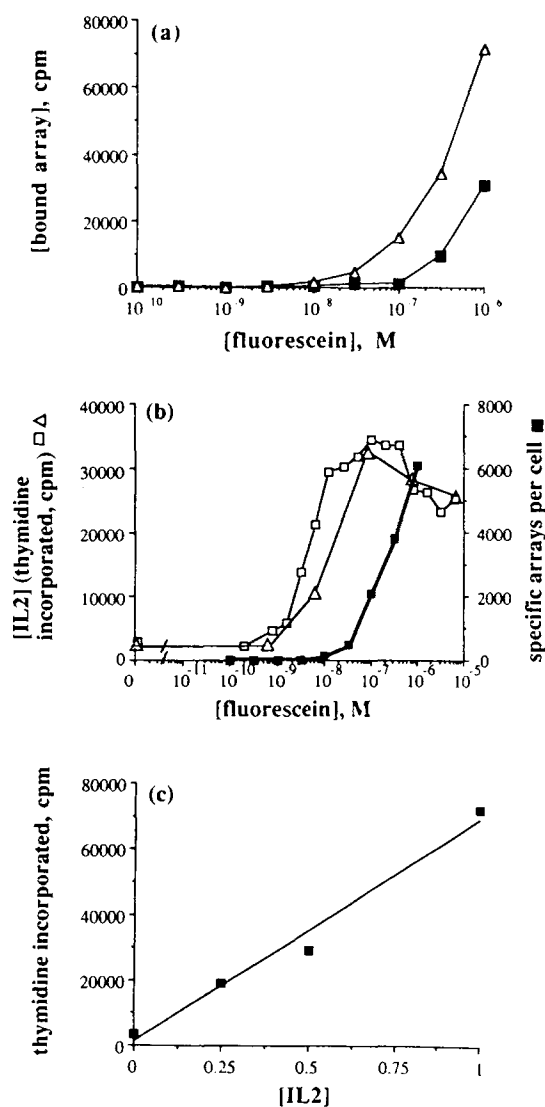 (a)
[bound array], cpm
80000
60000
40000
20000
0
10⁻¹⁰ 10⁻⁹ 10⁻⁸ 10⁻⁷ 10⁻⁶
[fluorescein], M
(b)
[IL2] (thymidine
incorporated, cpm) □ △
40000
30000
20000
10000
0
8000
6000
4000
2000
0
specific arrays per cell ■
0 10⁻¹¹ 10⁻¹⁰ 10⁻⁹ 10⁻⁸ 10⁻⁷ 10⁻⁶ 10⁻⁵
[fluorescein], M
(c)
thymidine incorporated, cpm
80000
60000
40000
20000
0
0 0.25 0.5 0.75 1
[IL2]